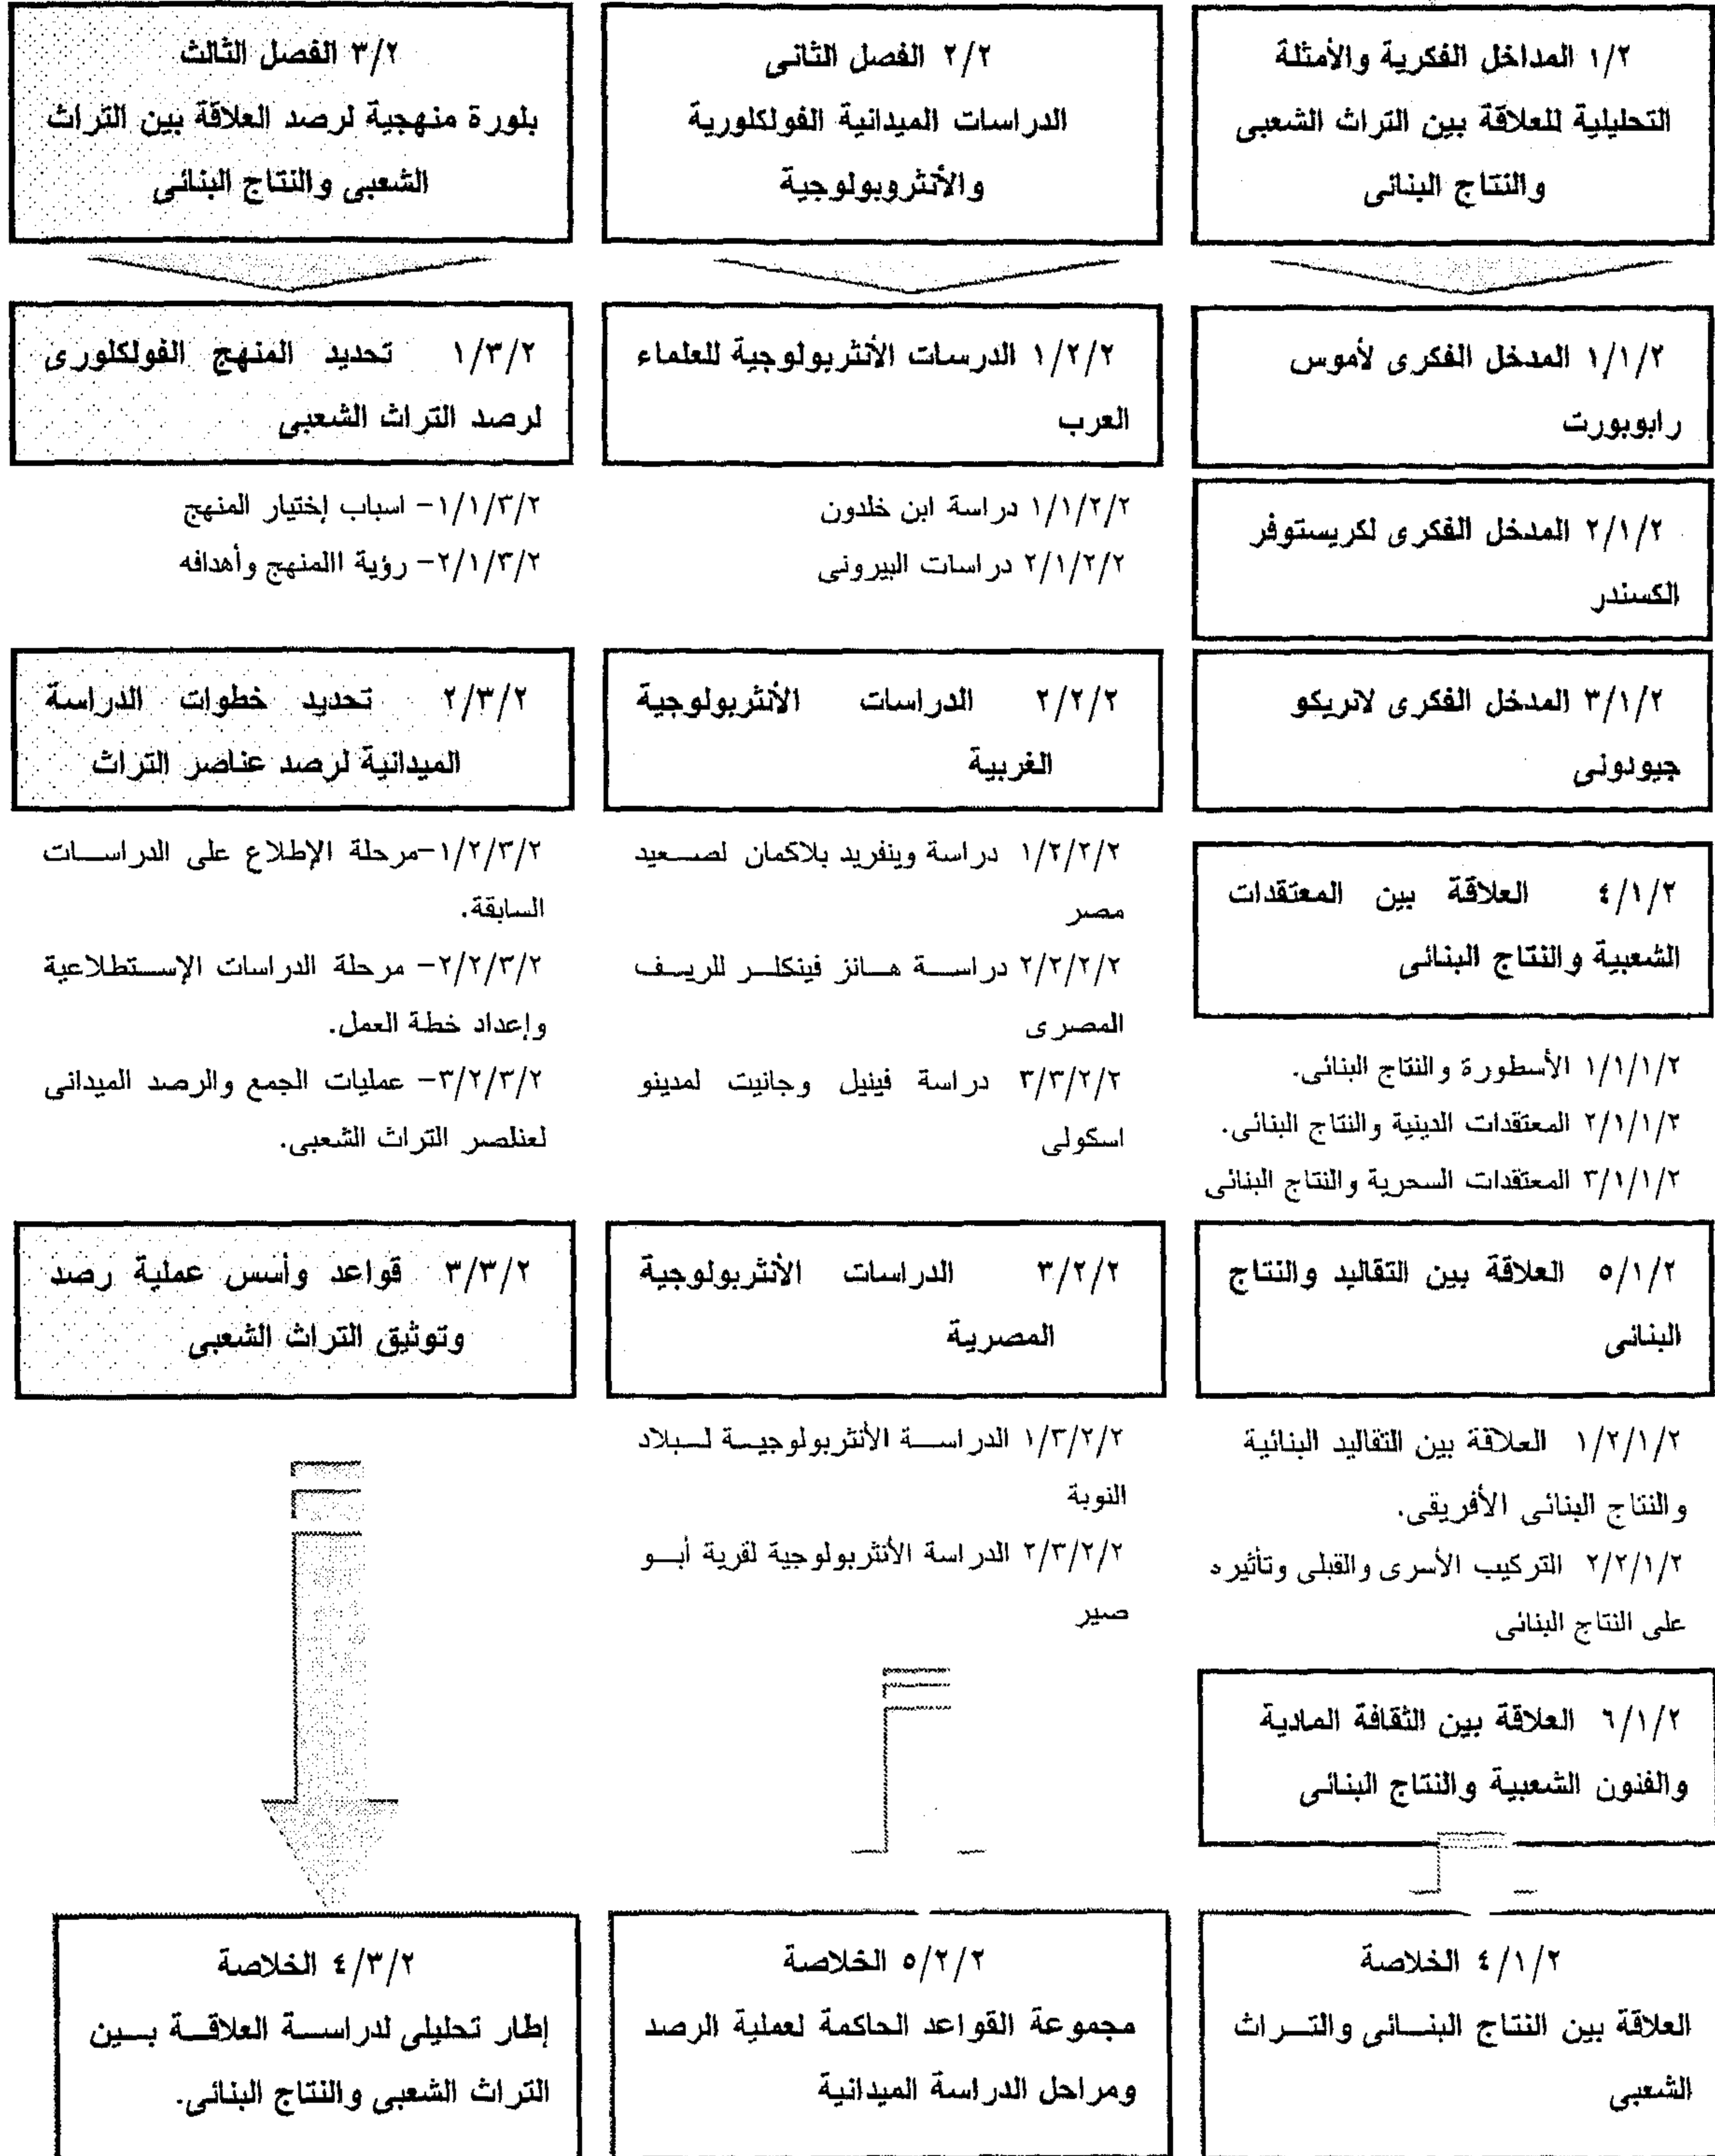 ١/٢ المداخل الفكرية والأمثلة
التحليلية للعلاقة بين التراث الشعبى
والنتاج البنائى
١/١/٢ المدخل الفكرى لأموس
رابوبورت
٢/١/٢ المدخل الفكرى لكريستوفر
الكسندر
٣/١/٢ المدخل الفكرى لانريكو
جيودونى
٤/١/٢ العلاقة بين المعتقدات
الشعبية والنتاج البنائى
١/١/١/٢ الأسطورة والنتاج البنائى.
٢/١/١/٢ المعتقدات الدينية والنتاج البنائى.
٣/١/١/٢ المعتقدات السحرية والنتاج البنائى
٥/١/٢ العلاقة بين التقاليد والنتاج
البنائى
١/٢/١/٢ العلاقة بين التقاليد البنائية
والنتاج البنائى الأفريقى.
٢/٢/١/٢ التركيب الأسرى والقبلى وتأثيره
على النتاج البنائى
٦/١/٢ العلاقة بين الثقافة المادية
والفنون الشعبية والنتاج البنائى
٤/١/٢ الخلاصة
العلاقة بين النتاج البنائى والتراث
الشعبى
٢/٢ الفصل الثانى
الدراسات الميدانية الفولكلورية
والأنثروبولوجية
١/٢/٢ الدرسات الأنثربولوجية للعلماء
العرب
١/١/٢/٢ دراسة ابن خلدون
٢/١/٢/٢ دراسات البيرونى
٢/٢/٢ الدراسات الأنثربولوجية
الغربية
١/٢/٢/٢ دراسة وينفريد بلاكمان لصعيد
مصر
٢/٢/٢/٢ دراسة هانز فينكلر للريف
المصرى
٣/٣/٢/٢ دراسة فينيل وجانيت لمدينو
اسكولى
٣/٢/٢ الدراسات الأنثربولوجية
المصرية
١/٣/٢/٢ الدراسة الأنثربولوجية لبلاد
النوبة
٢/٣/٢/٢ الدراسة الأنثربولوجية لقرية أبو
صير
٥/٢/٢ الخلاصة
مجموعة القواعد الحاكمة لعملية الرصد
ومراحل الدراسة الميدانية
٣/٢ الفصل الثالث
بلورة منهجية لرصد العلاقة بين التراث
الشعبى والنتاج البنائى
١/٣/٢ تحديد المنهج الفولكلورى
لرصد التراث الشعبى
١/١/٣/٢- اسباب إختيار المنهج
٢/١/٣/٢- رؤية االمنهج وأهدافه
٢/٣/٢ تحديد خطوات الدراسة
الميدانية لرصد عناصر التراث
١/٢/٣/٢-مرحلة الإطلاع على الدراسات
السابقة.
٢/٢/٣/٢- مرحلة الدراسات الإستطلاعية
وإعداد خطة العمل.
٣/٢/٣/٢- عمليات الجمع والرصد الميدانى
لعنلصر التراث الشعبى.
٣/٣/٢ قواعد وأسس عملية رصد
وتوثيق التراث الشعبى
٤/٣/٢ الخلاصة
إطار تحليلى لدراسة العلاقة بين
التراث الشعبى والنتاج البنائى.